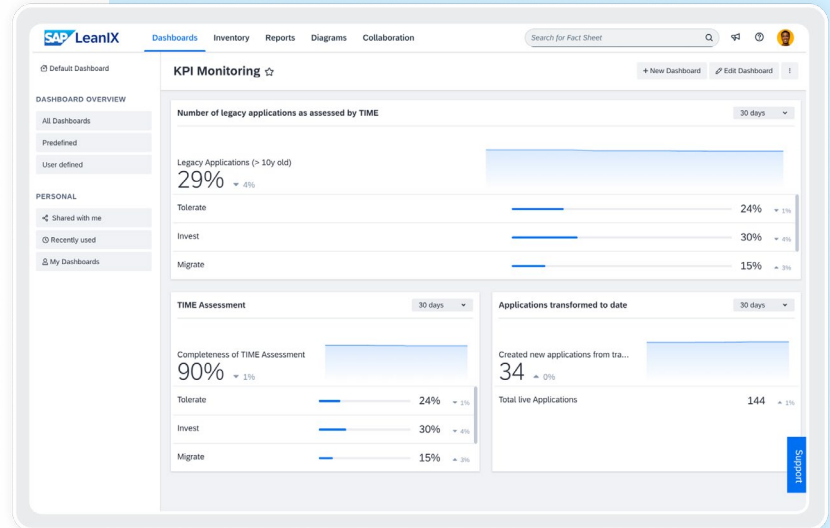 SAP LeanIX
Dashboards Inventory Reports Diagrams Collaboration
Search for Fact Sheet
Default Dashboard
DASHBOARD OVERVIEW
All Dashboards
Predefined
User defined
PERSONAL
Shared with me
Recently used
My Dashboards
KPI Monitoring
+ New Dashboard
Edit Dashboard
Number of legacy applications as assessed by TIME
30 days
Legacy Applications (> 10y old)
29% 4%
Tolerate 24% 1%
Invest 30% 4%
Migrate 15% 3%
TIME Assessment
30 days
Completeness of TIME Assessment
90% 1%
Tolerate 24% 1%
Invest 30% 4%
Migrate 15% 3%
Applications transformed to date
30 days
Created new applications from tra...
34 0%
Total live Applications 144 1%
Support